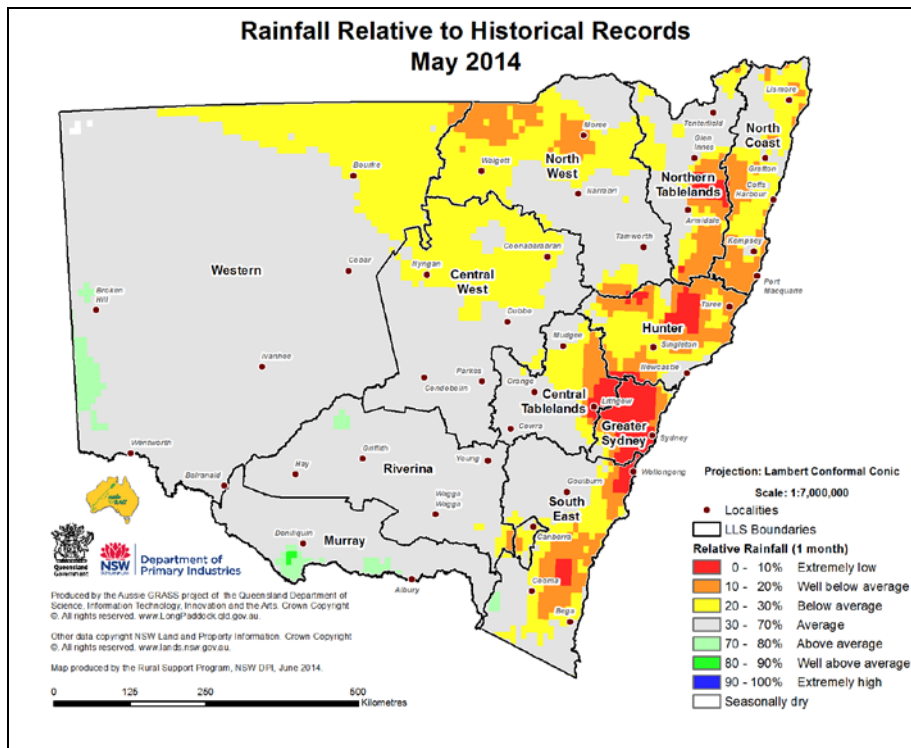 Rainfall Relative to Historical Records
May 2014
Lismore
Tenterfield
North
Coast
Moree
Glen
Innes
Bourke
Walgett
North
West
Northern
Tablelands
Grafton
Coffs
Harbour
Narrabri
Armidale
Tamworth
Kempsey
Coonabarabran
Western
Cobar
Nyngan
Central
West
Port
Macquarie
Broken
Hill
Taree
Dubbo
Hunter
Mudgee
Singleton
Ivanhoe
Newcastle
Parkes
Condobolin
Orange
Central
Tablelands
Lithgow
Greater
Sydney
Cowra
Sydney
Wentworth
Griffith
Young
Wollongong
Hay
Riverina
Balranald
Goulburn
Wagga
Wagga
South
East
Deniliquin
Murray
Canberra
Albury
Cooma
Bega
Aussie
GRASS
Queensland
Government
NSW
GOVERNMENT
Department of
Primary Industries
Produced by the Aussie GRASS project of the Queensland Department of
Science, Information Technology, Innovation and the Arts. Crown Copyright
©. All rights reserved. www.LongPaddock.qld.gov.au.
Other data copyright NSW Land and Property Information. Crown Copyright
©. All rights reserved. www.lands.nsw.gov.au.
Map produced by the Rural Support Program, NSW DPI, June 2014.
0 125 250 500
Kilometres
Projection: Lambert Conformal Conic
Scale: 1:7,000,000
Localities
LLS Boundaries
Relative Rainfall (1 month)
0 - 10% Extremely low
10 - 20% Well below average
20 - 30% Below average
30 - 70% Average
70 - 80% Above average
80 - 90% Well above average
90 - 100% Extremely high
Seasonally dry